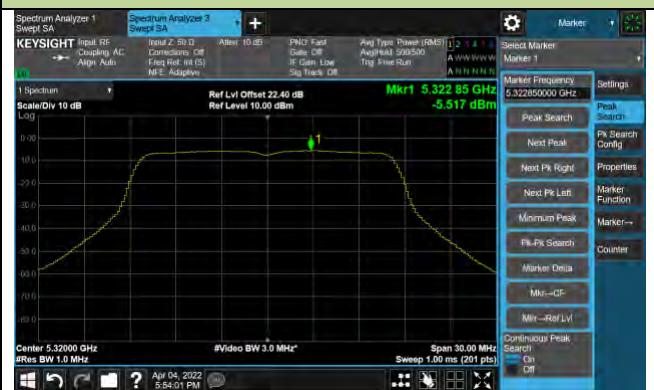 Spectrum Analyzer 1
Swept SA
Spectrum Analyzer 3
Swept SA
+
Marker
KEYSIGHT
Input: RF
Coupling: AC
Align: Auto
Input Z: 50 Ω
Corrections: Off
Freq Ref: Int (S)
NFE: Adaptive
Atten: 10 dB
PNO: Fast
Gate: Off
IF Gain: Low
Sig Track: Off
Avg Type: Power (RMS)
Avg|Hold: 500/500
Trig: Free Run
A W W W W W
A N N N N N
Select Marker
Marker 1
1 Spectrum
Scale/Div 10 dB
Log
Ref Lvl Offset 22.40 dB
Ref Level 10.00 dBm
Mkr1 5.322 85 GHz
-5.517 dBm
1
0.00
-10.0
-20.0
-30.0
-40.0
-50.0
-60.0
-70.0
-80.0
Center 5.32000 GHz
#Res BW 1.0 MHz
#Video BW 3.0 MHz*
Span 30.00 MHz
Sweep 1.00 ms (201 pts)
Marker Frequency
5.322850000 GHz
Peak Search
Next Peak
Next Pk Right
Next Pk Left
Minimum Peak
Pk-Pk Search
Marker Delta
Mkr→CF
Mkr→Ref Lvl
Continuous Peak
Search
On
Off
Settings
Peak
Search
Pk Search
Config
Properties
Marker
Function
Marker→
Counter
?
Apr 04, 2022
5:54:01 PM